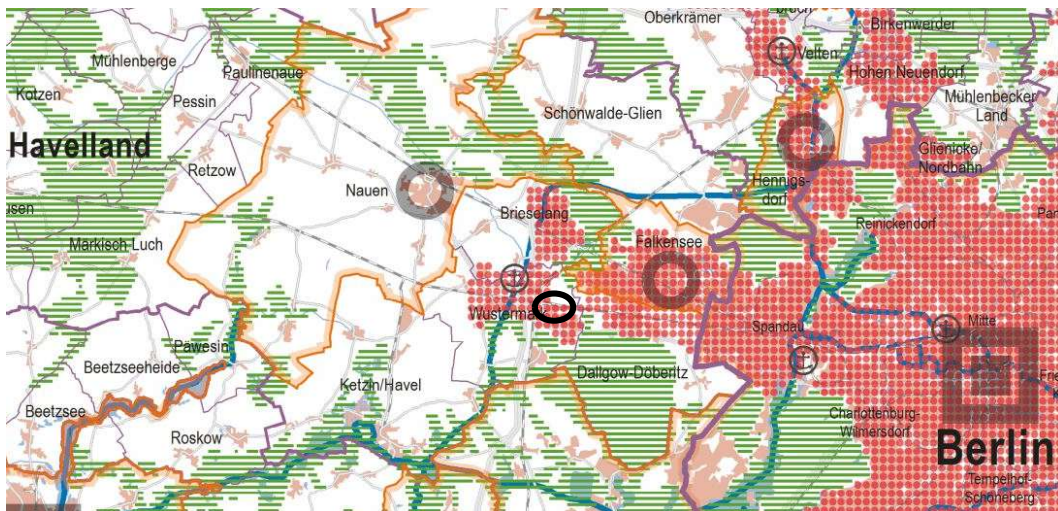 Oberkrämer
Birkenwerder
Mühlenberge
Velten
Paulinenaue
Hohen Neuendorf
Kotzen
Pessin
Mühlenbecker
Land
Schönwalde-Glien
Havelland
Glienicke/
Nordbahn
Retzow
Nauen
Hennigs-
dorf
Brieselang
Reinickendorf
Märkisch Luch
Falkensee
Spandau
Mitte
Päwesin
Beetzseeheide
Dallgow-Döberitz
Ketzin/Havel
Beetzsee
Roskow
Charlottenburg-
Wilmersdorf
Berlin
Tempelhof-
Schöneberg